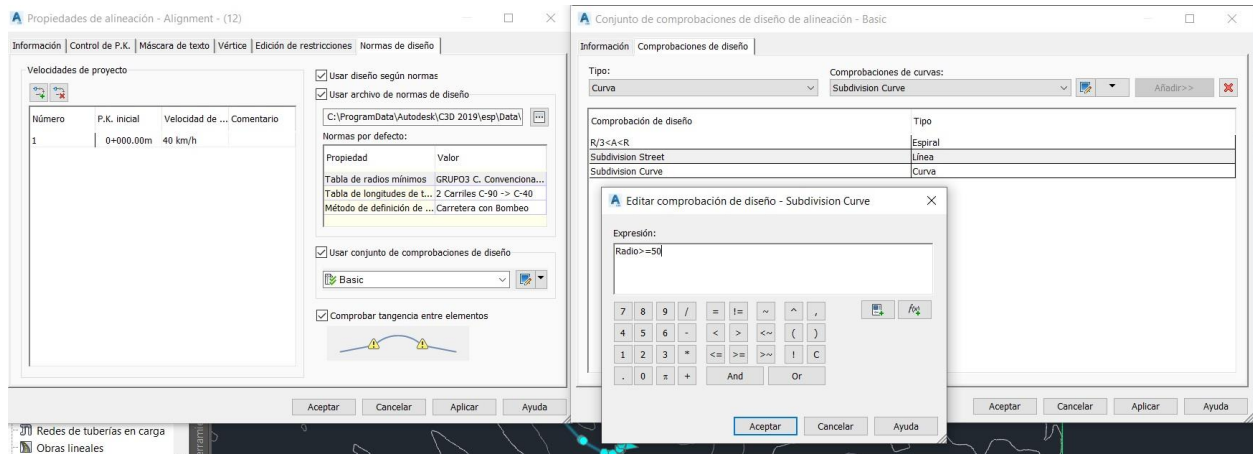 Propiedades de alineación - Alignment - (12)
Información Control de P.K. Máscara de texto Vértice Edición de restricciones Normas de diseño
Velocidades de proyecto
Número P.K. inicial Velocidad de ... Comentario
1 0+000.00m 40 km/h
Usar diseño según normas
Usar archivo de normas de diseño
C:\ProgramData\Autodesk\C3D 2019\esp\Data\ ...
Normas por defecto:
Propiedad Valor
Tabla de radios mínimos GRUPO3 C. Convenciona...
Tabla de longitudes de t... 2 Carriles C-90 -> C-40
Método de definición de ... Carretera con Bombeo
Usar conjunto de comprobaciones de diseño
Basic
Comprobar tangencia entre elementos
Aceptar Cancelar Aplicar Ayuda
Redes de tuberías en carga
Obras lineales
Conjunto de comprobaciones de diseño de alineación - Basic
Información Comprobaciones de diseño
Tipo: Comprobaciones de curvas:
Curva Subdivision Curve Añadir>>
Comprobación de diseño Tipo
R/3<A<R Espiral
Subdivision Street Línea
Subdivision Curve Curva
Editar comprobación de diseño - Subdivision Curve
Expresión:
Radio>=50
7 8 9 / = != ~ ^ ,
4 5 6 - < > <~ ( )
1 2 3 * <= >= >~ ! C
. 0 π + And Or
Aceptar Cancelar Ayuda
Aceptar Cancelar Aplicar Ayuda